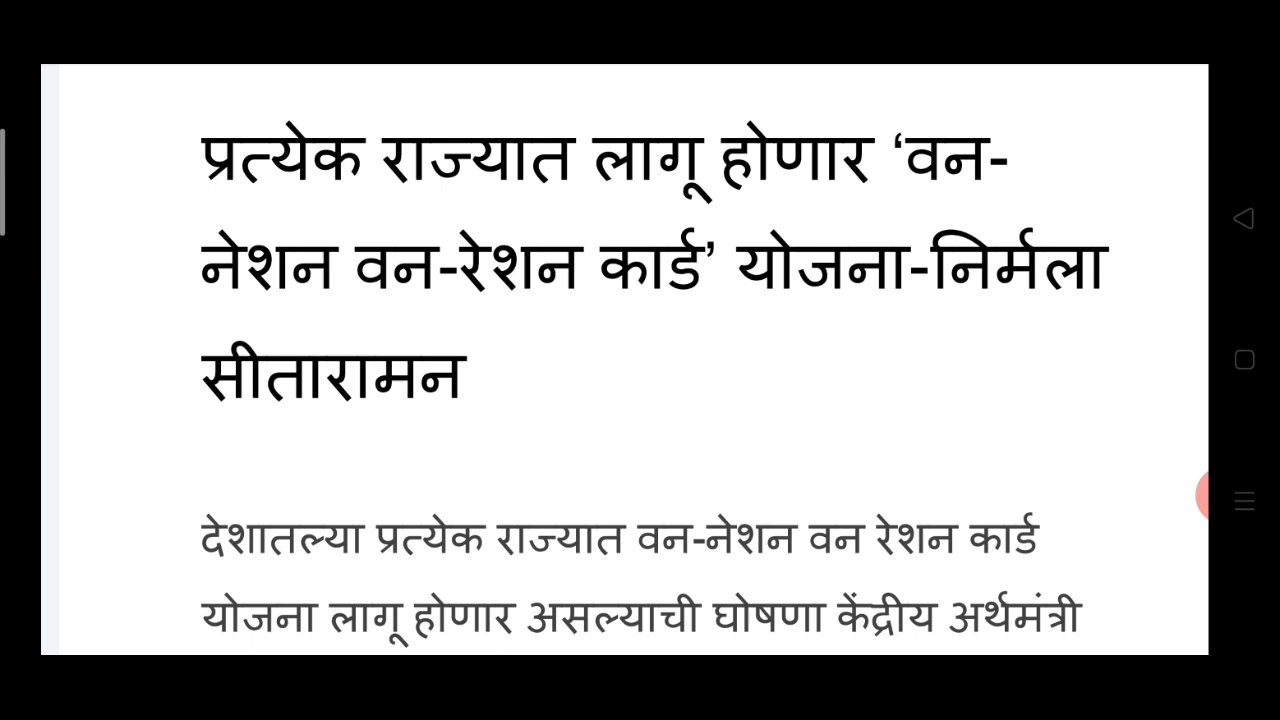 प्रत्येक राज्यात लागू होणार ‘वन-
नेशन वन-रेशन कार्ड’ योजना-निर्मला
सीतारामन
देशातल्या प्रत्येक राज्यात वन-नेशन वन रेशन कार्ड
योजना लागू होणार असल्याची घोषणा केंद्रीय अर्थमंत्री